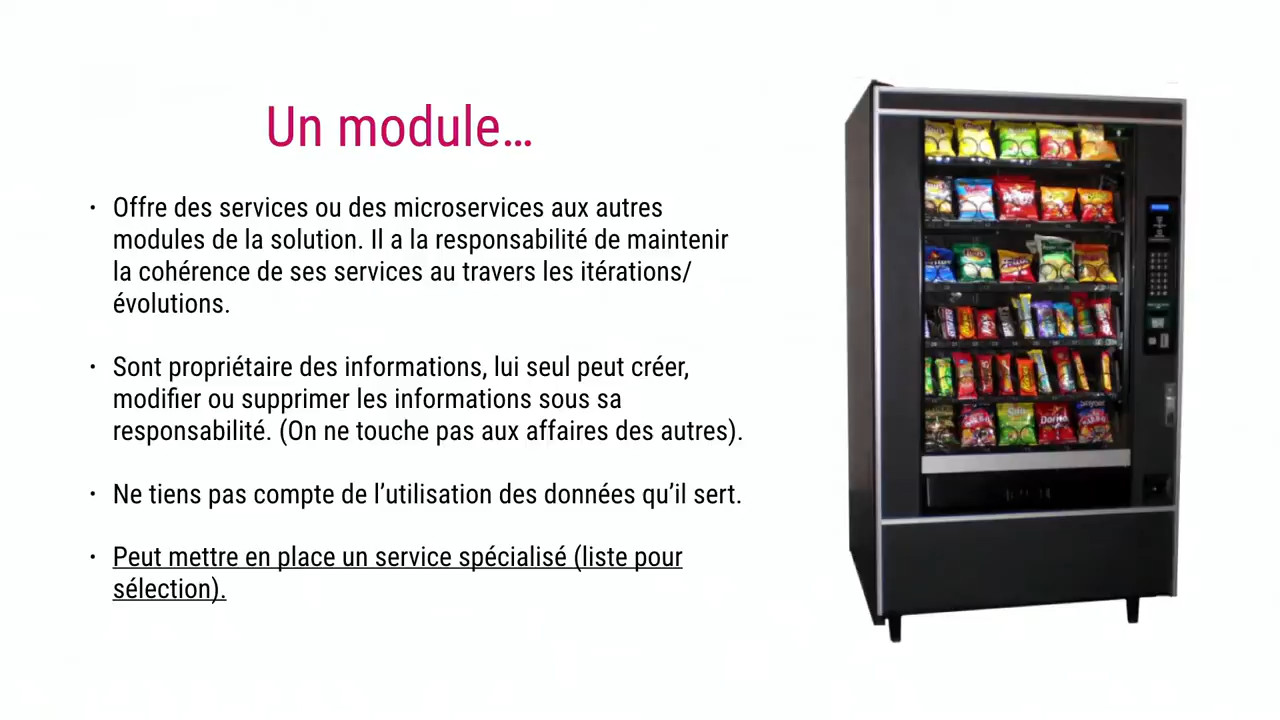 Un module…
• Offre des services ou des microservices aux autres
modules de la solution. Il a la responsabilité de maintenir
la cohérence de ses services au travers les itérations/
évolutions.
• Sont propriétaire des informations, lui seul peut créer,
modifier ou supprimer les informations sous sa
responsabilité. (On ne touche pas aux affaires des autres).
• Ne tiens pas compte de l’utilisation des données qu’il sert.
• Peut mettre en place un service spécialisé (liste pour
sélection).